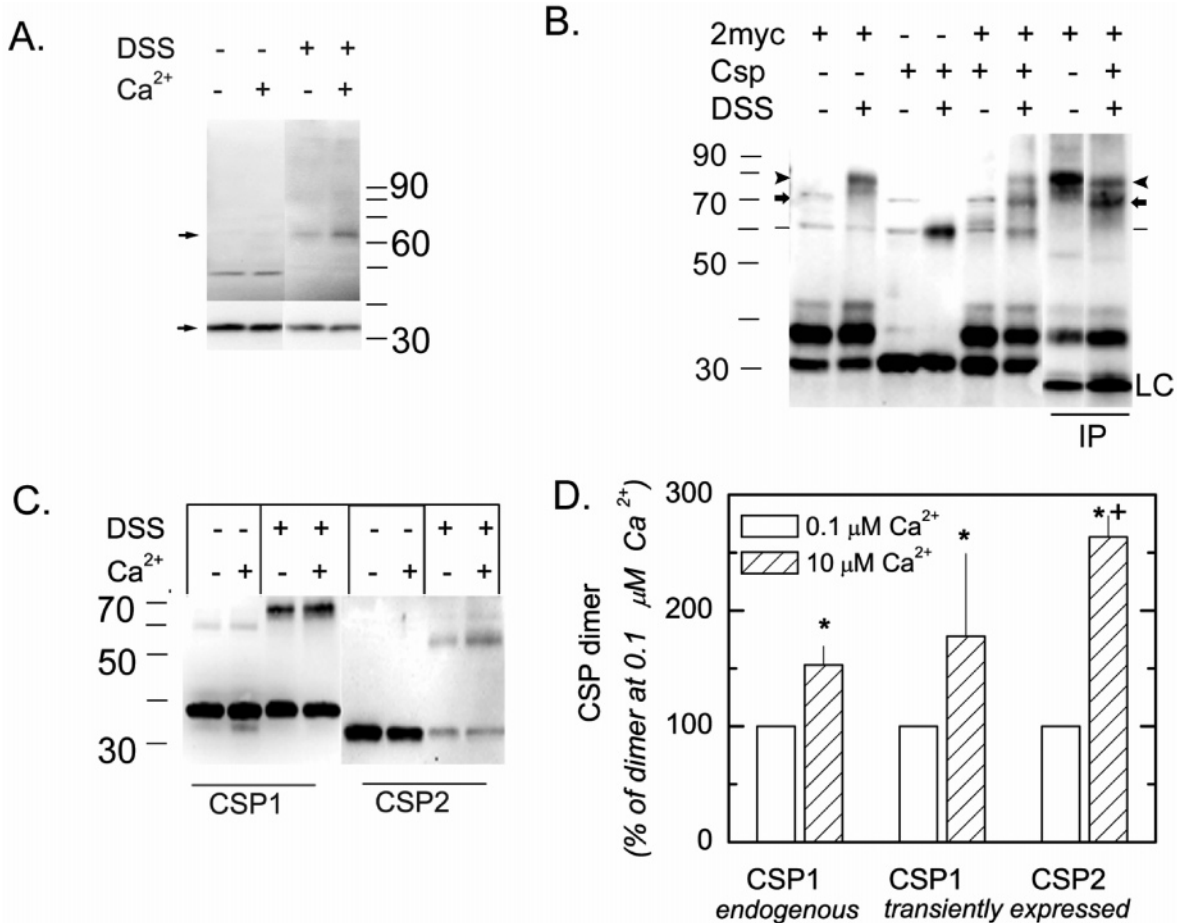 A.
DSS - - + +
Ca2+ - + - +
90
60
30
B.
2myc + + - - + + + +
Csp - - + + + + - +
DSS - + - + - + - +
90
70
50
30
LC
IP
C.
DSS - - + + - - + +
Ca2+ - + - + - + - +
70
50
30
CSP1 CSP2
D.
CSP dimer
(% of dimer at 0.1 μM Ca2+)
300
200
100
0
0.1 μM Ca2+
10 μM Ca2+
* * *+
CSP1 CSP1 CSP2
endogenous transiently expressed